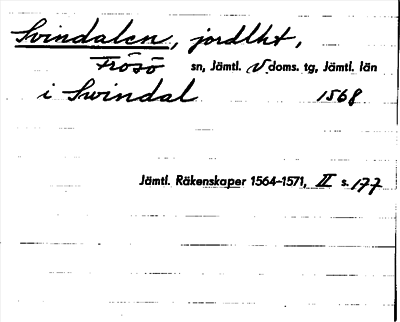 Svindalen, jordlht,
Frösö sn, Jämtl. V doms. tg, Jämtl. län
i Swindal 1568
Jämtl. Räkenskaper 1564–1571, II s. 177